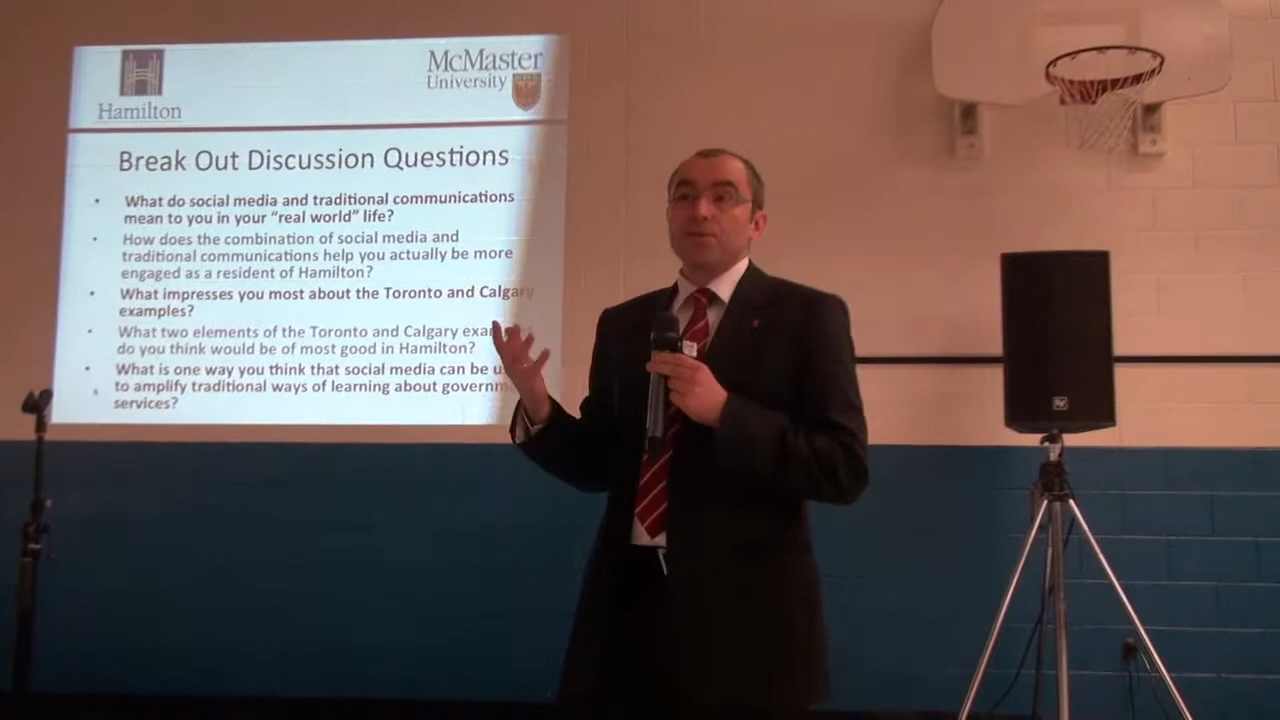 Hamilton
McMaster
University
Break Out Discussion Questions
• What do social media and traditional communications
mean to you in your “real world” life?
• How does the combination of social media and
traditional communications help you actually be more
engaged as a resident of Hamilton?
• What impresses you most about the Toronto and Calgary
examples?
• What two elements of the Toronto and Calgary
do you think would be of most good in Hamilton?
• What is one way you think that social media can be
to amplify traditional ways of learning about
services?